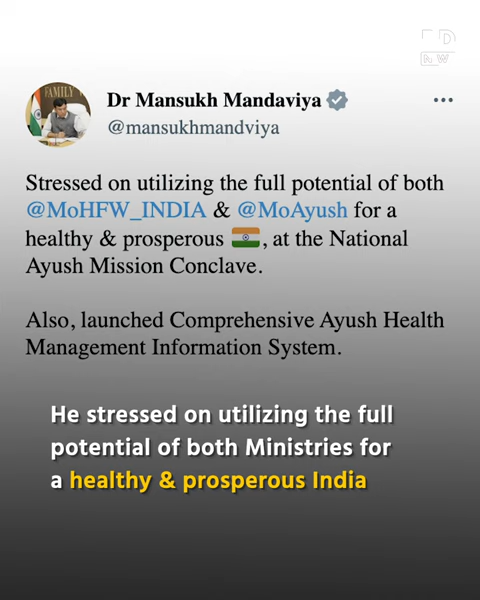 DNW
FAMILY
Dr Mansukh Mandaviya
@mansukhmandviya
Stressed on utilizing the full potential of both
@MoHFW_INDIA & @MoAyush for a
healthy & prosperous 🇮🇳, at the National
Ayush Mission Conclave.
Also, launched Comprehensive Ayush Health
Management Information System.
He stressed on utilizing the full
potential of both Ministries for
a healthy & prosperous India